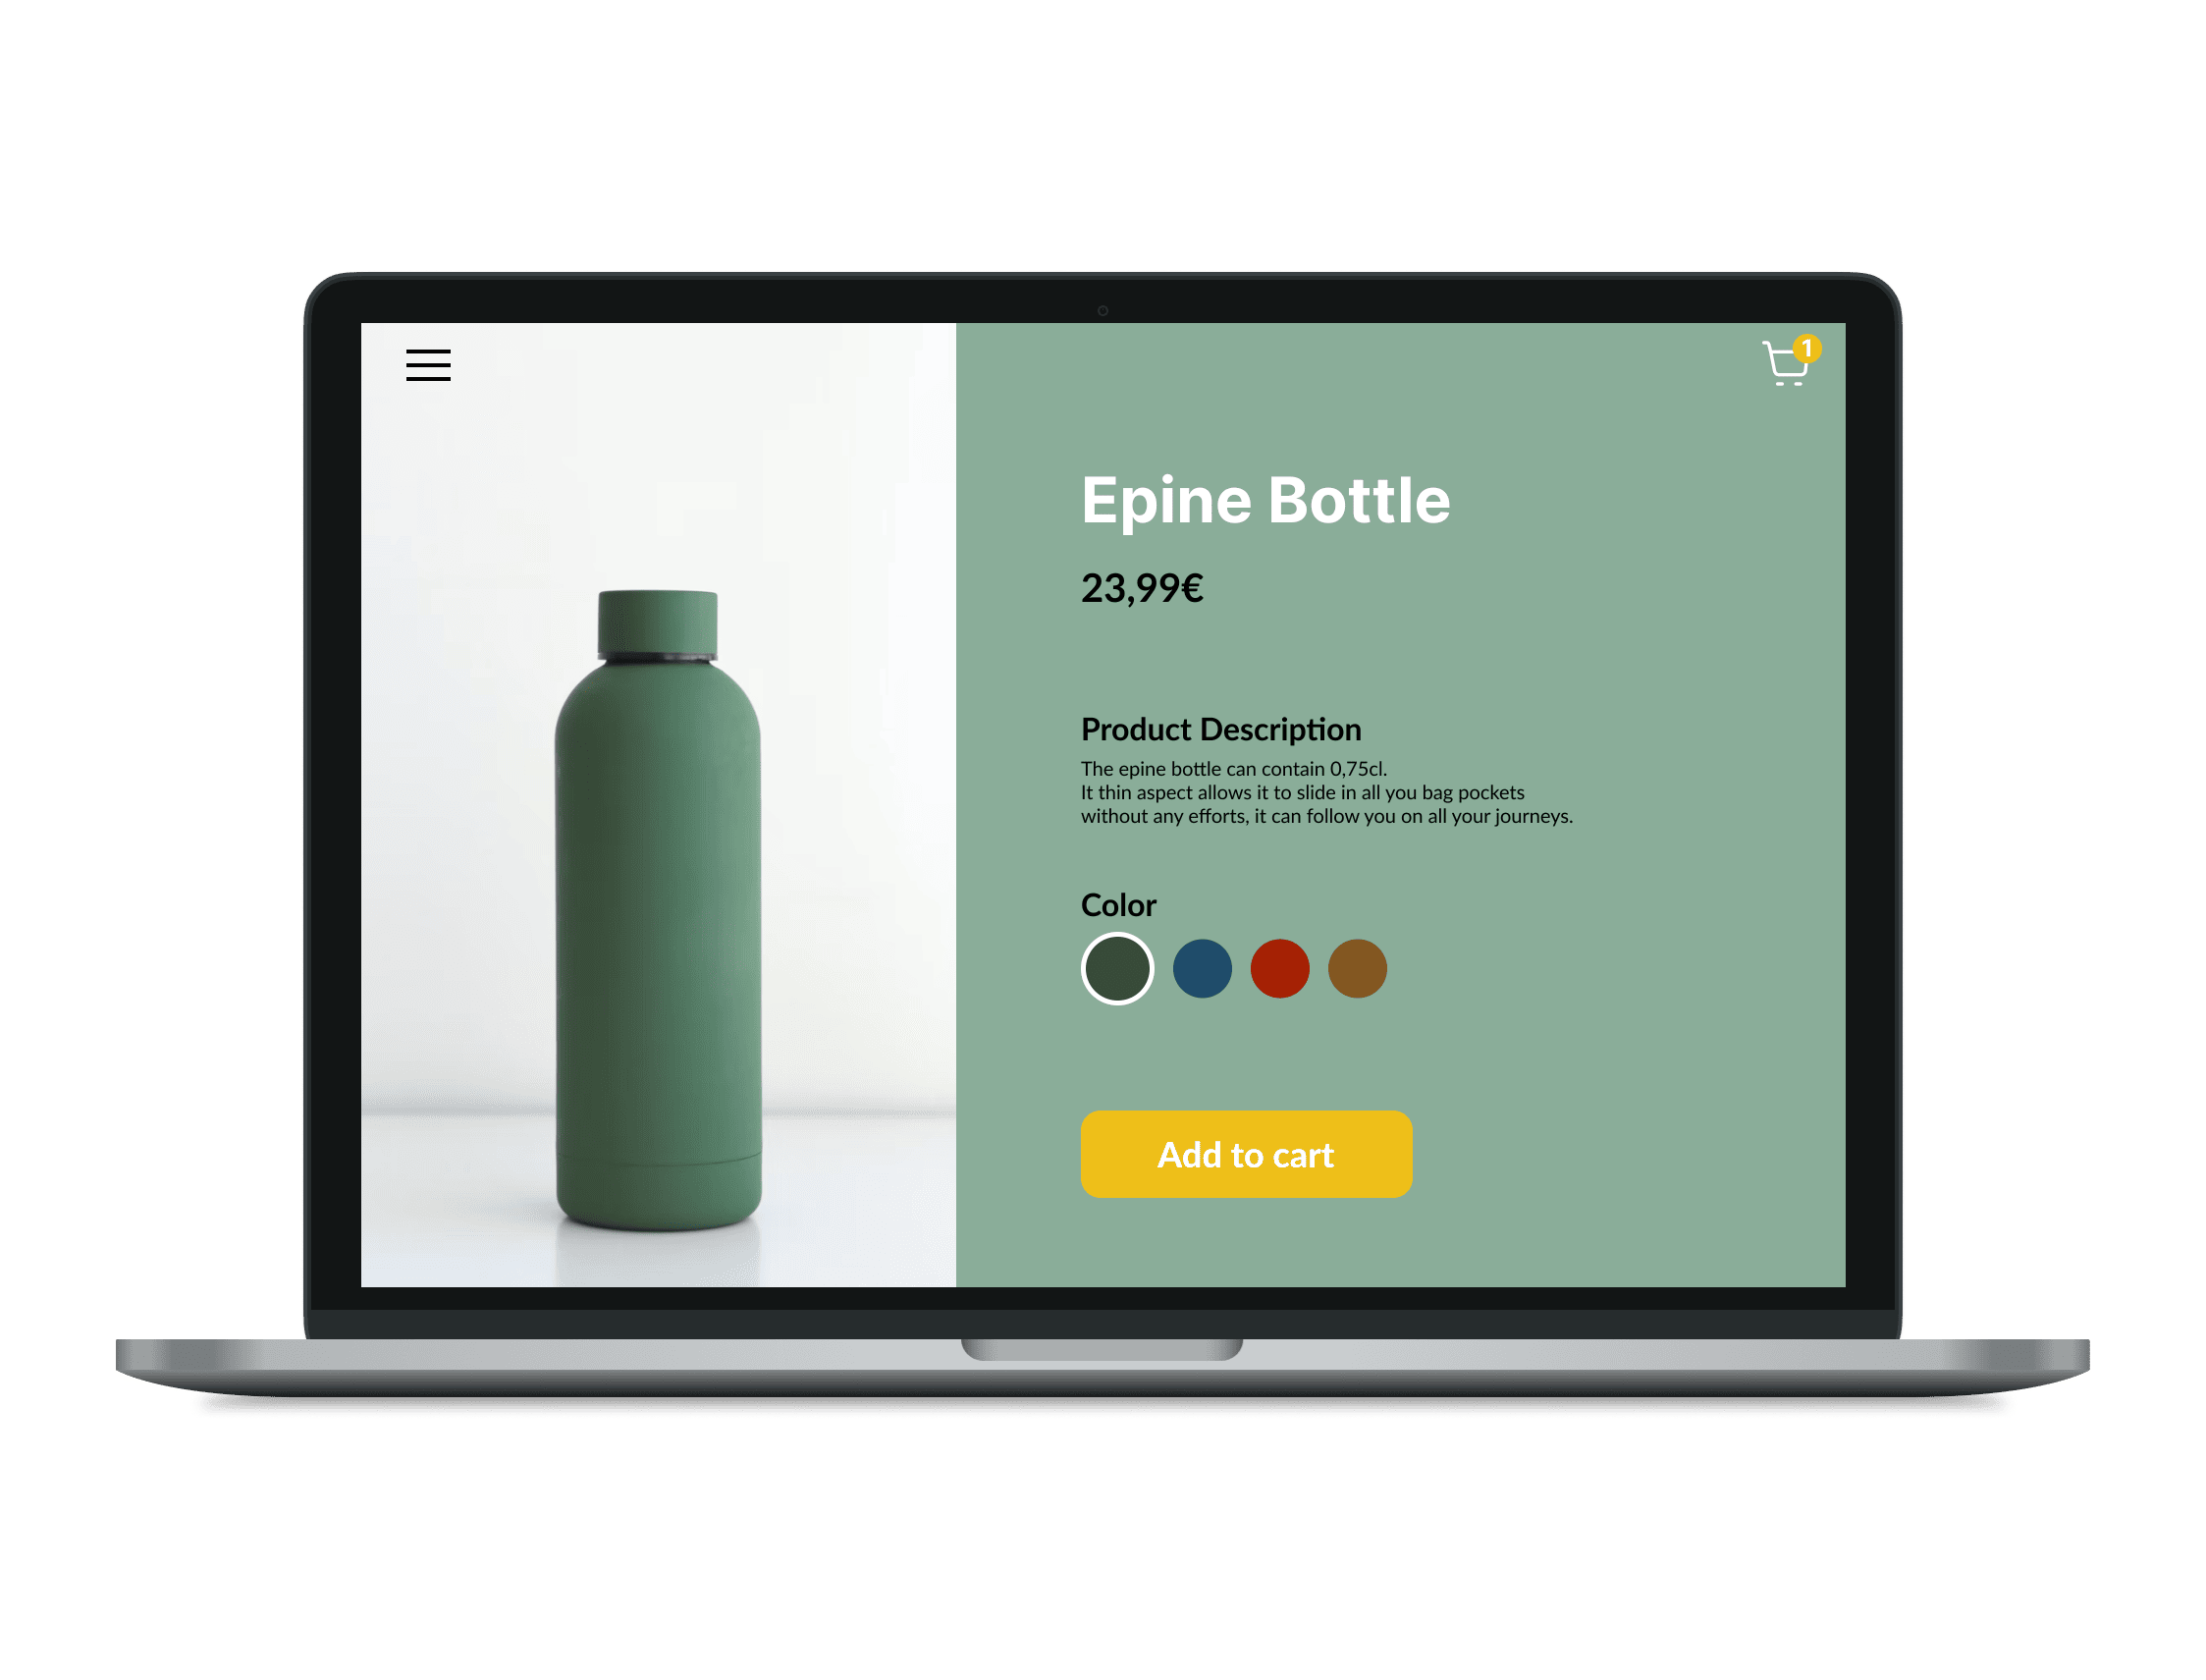 1
Epine Bottle
23,99€
Product Description
The epine bottle can contain 0,75cl.
It thin aspect allows it to slide in all you bag pockets
without any efforts, it can follow you on all your journeys.
Color
Add to cart